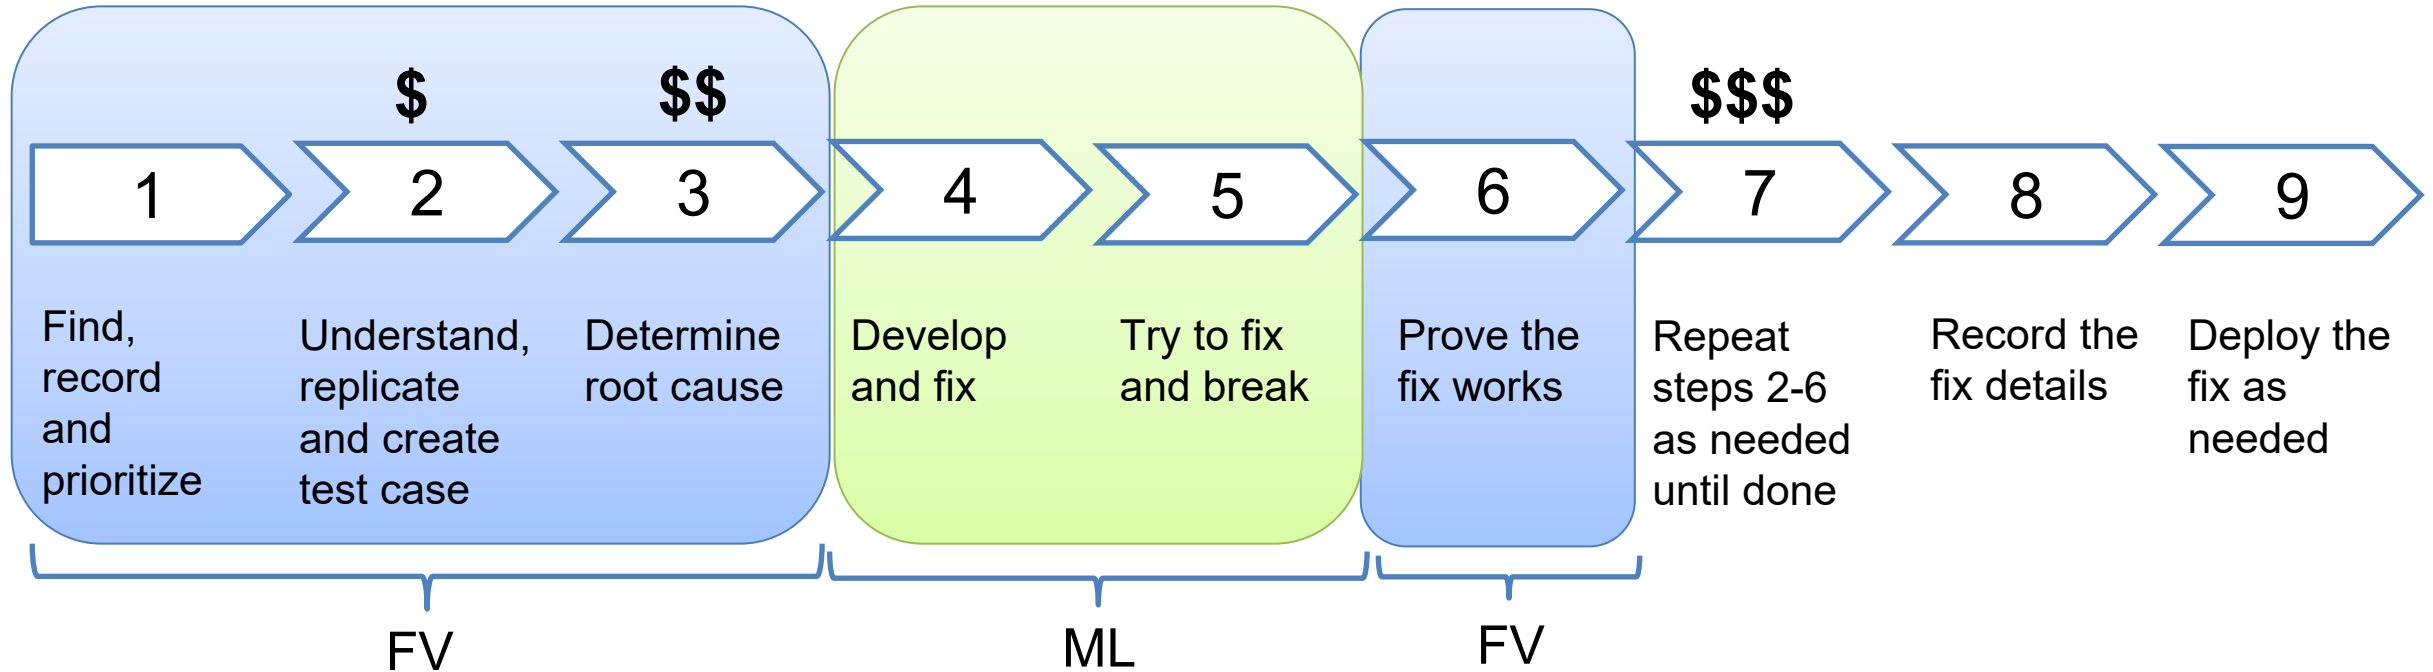 $
$$
$$$
1
2
3
4
5
6
7
8
9
Find,
record
and
prioritize
Understand,
replicate
and create
test case
Determine
root cause
Develop
and fix
Try to fix
and break
Prove the
fix works
Repeat
steps 2-6
as needed
until done
Record the
fix details
Deploy the
fix as
needed
FV
ML
FV